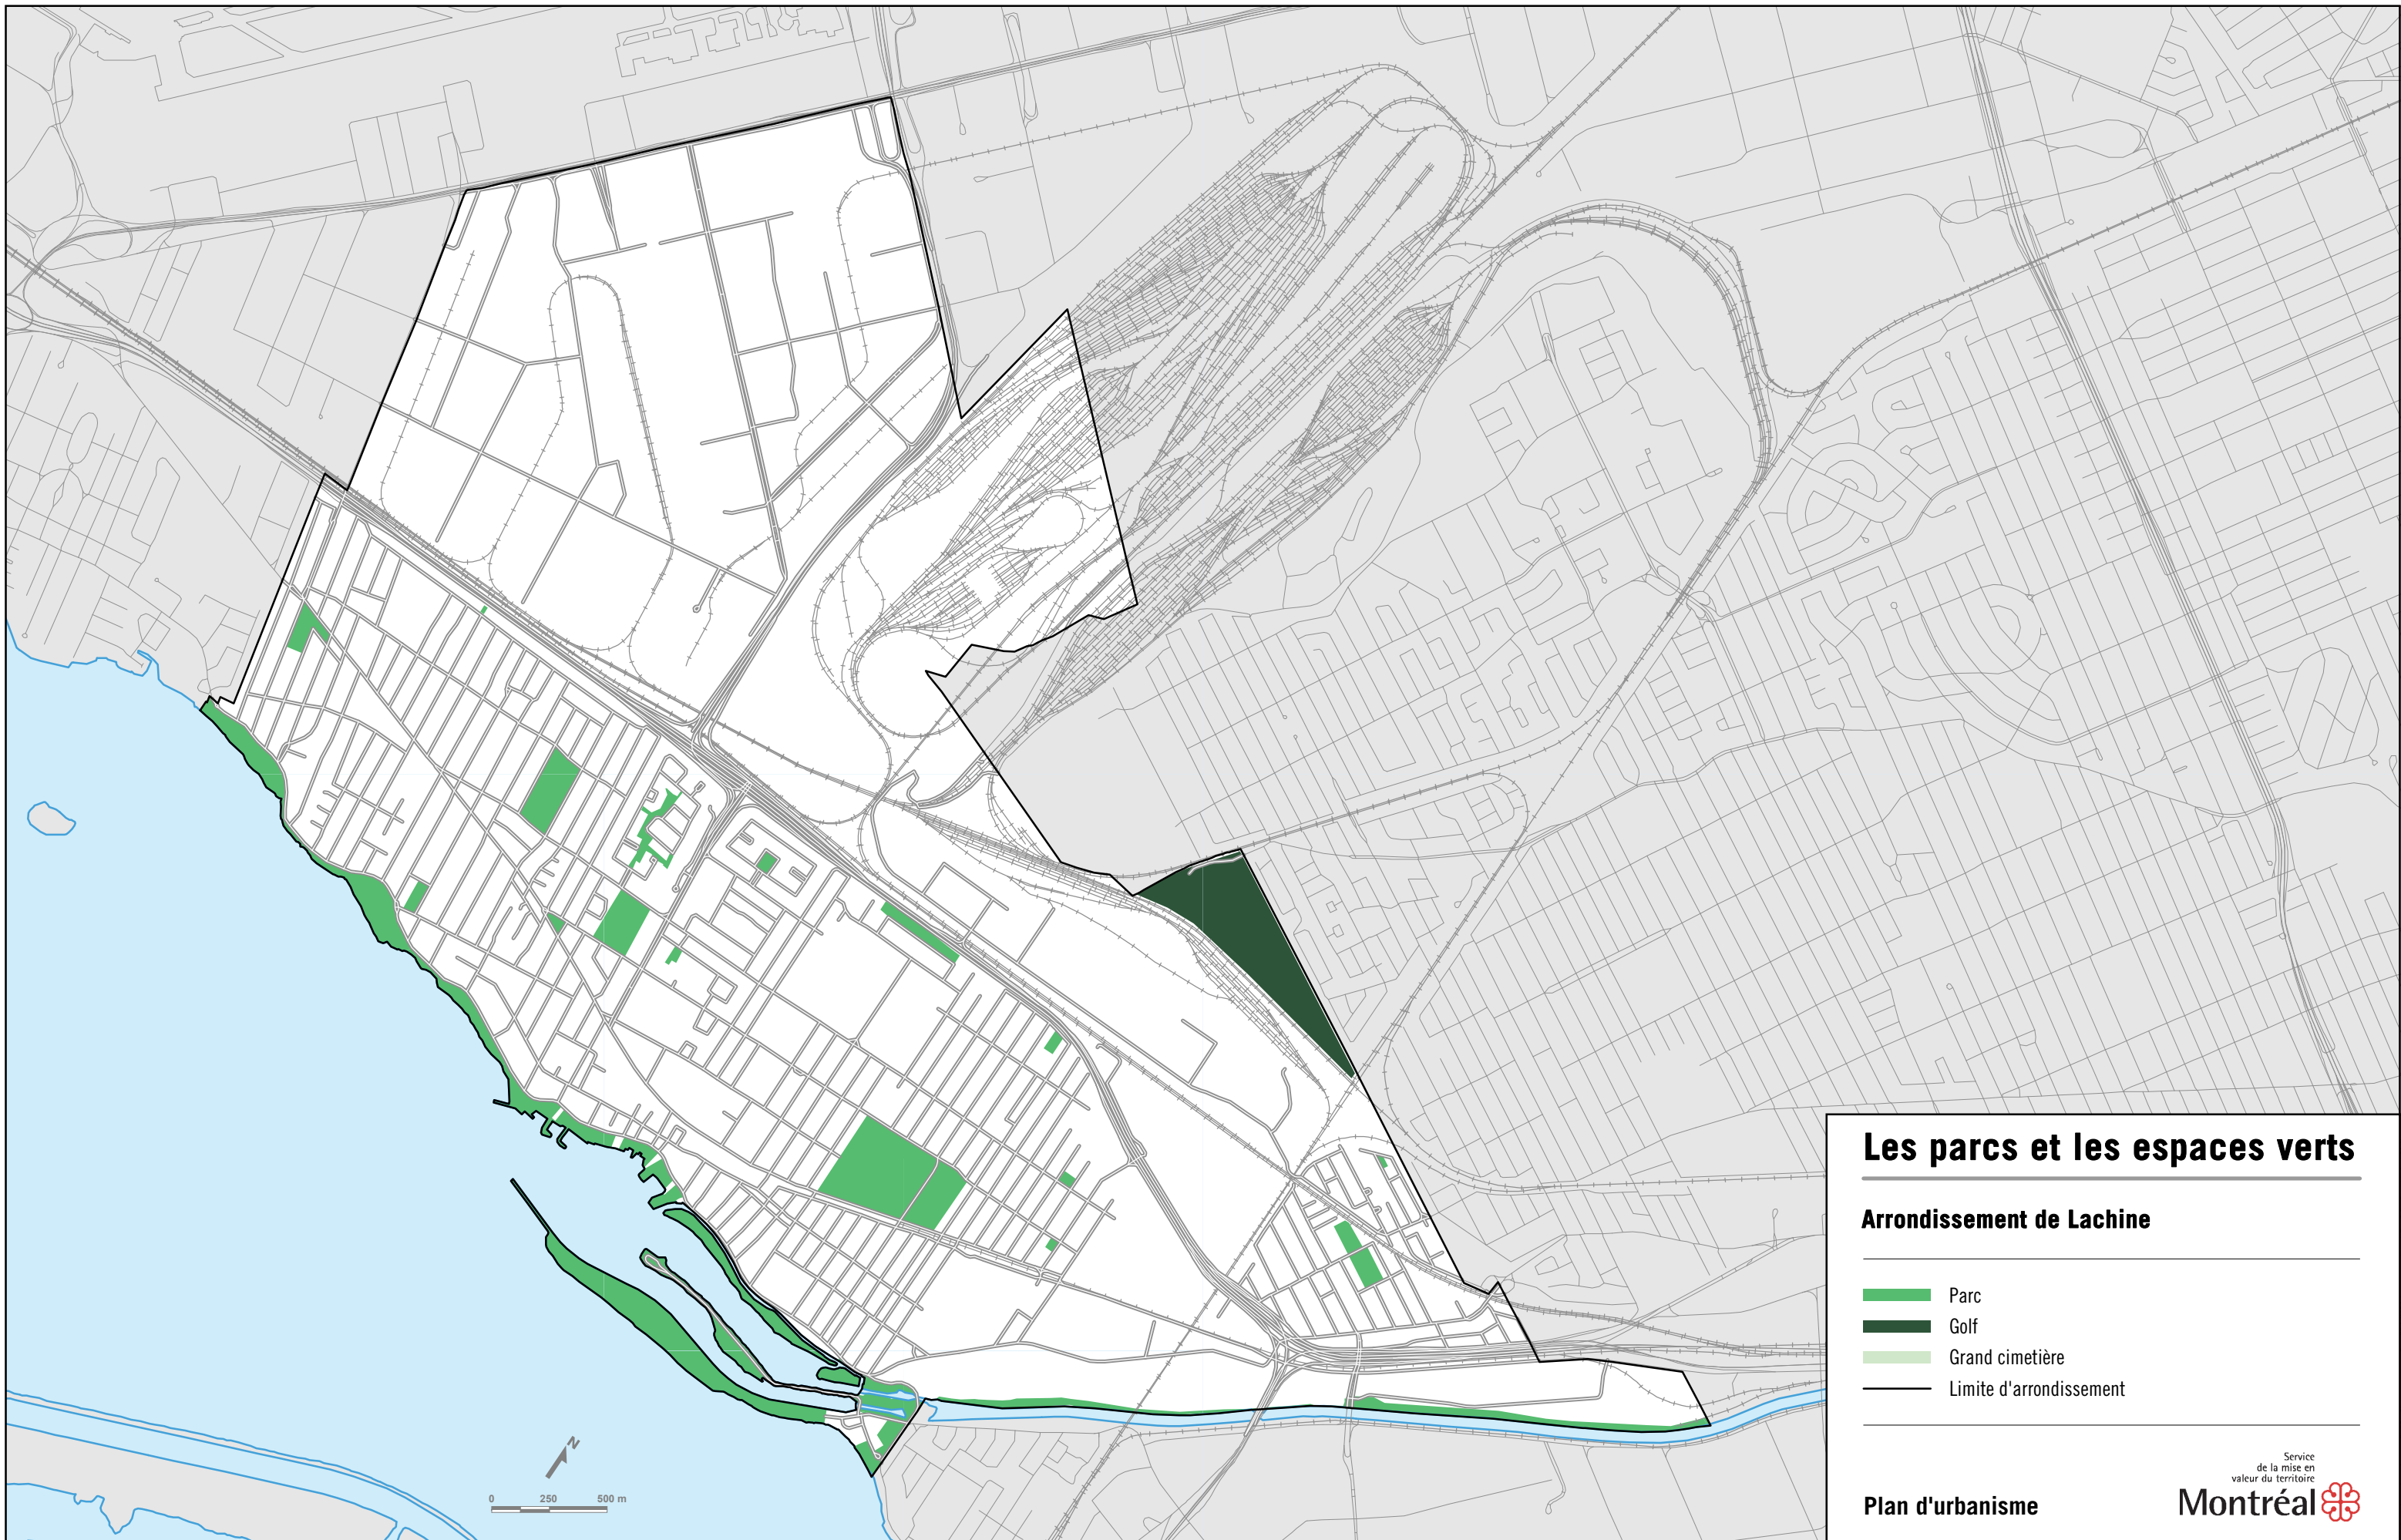 Les parcs et les espaces verts
Arrondissement de Lachine
Parc
Golf
Grand cimetière
Limite d'arrondissement
Service
de la mise en
valeur du territoire
Plan d'urbanisme
Montréal
N
0 250 500 m